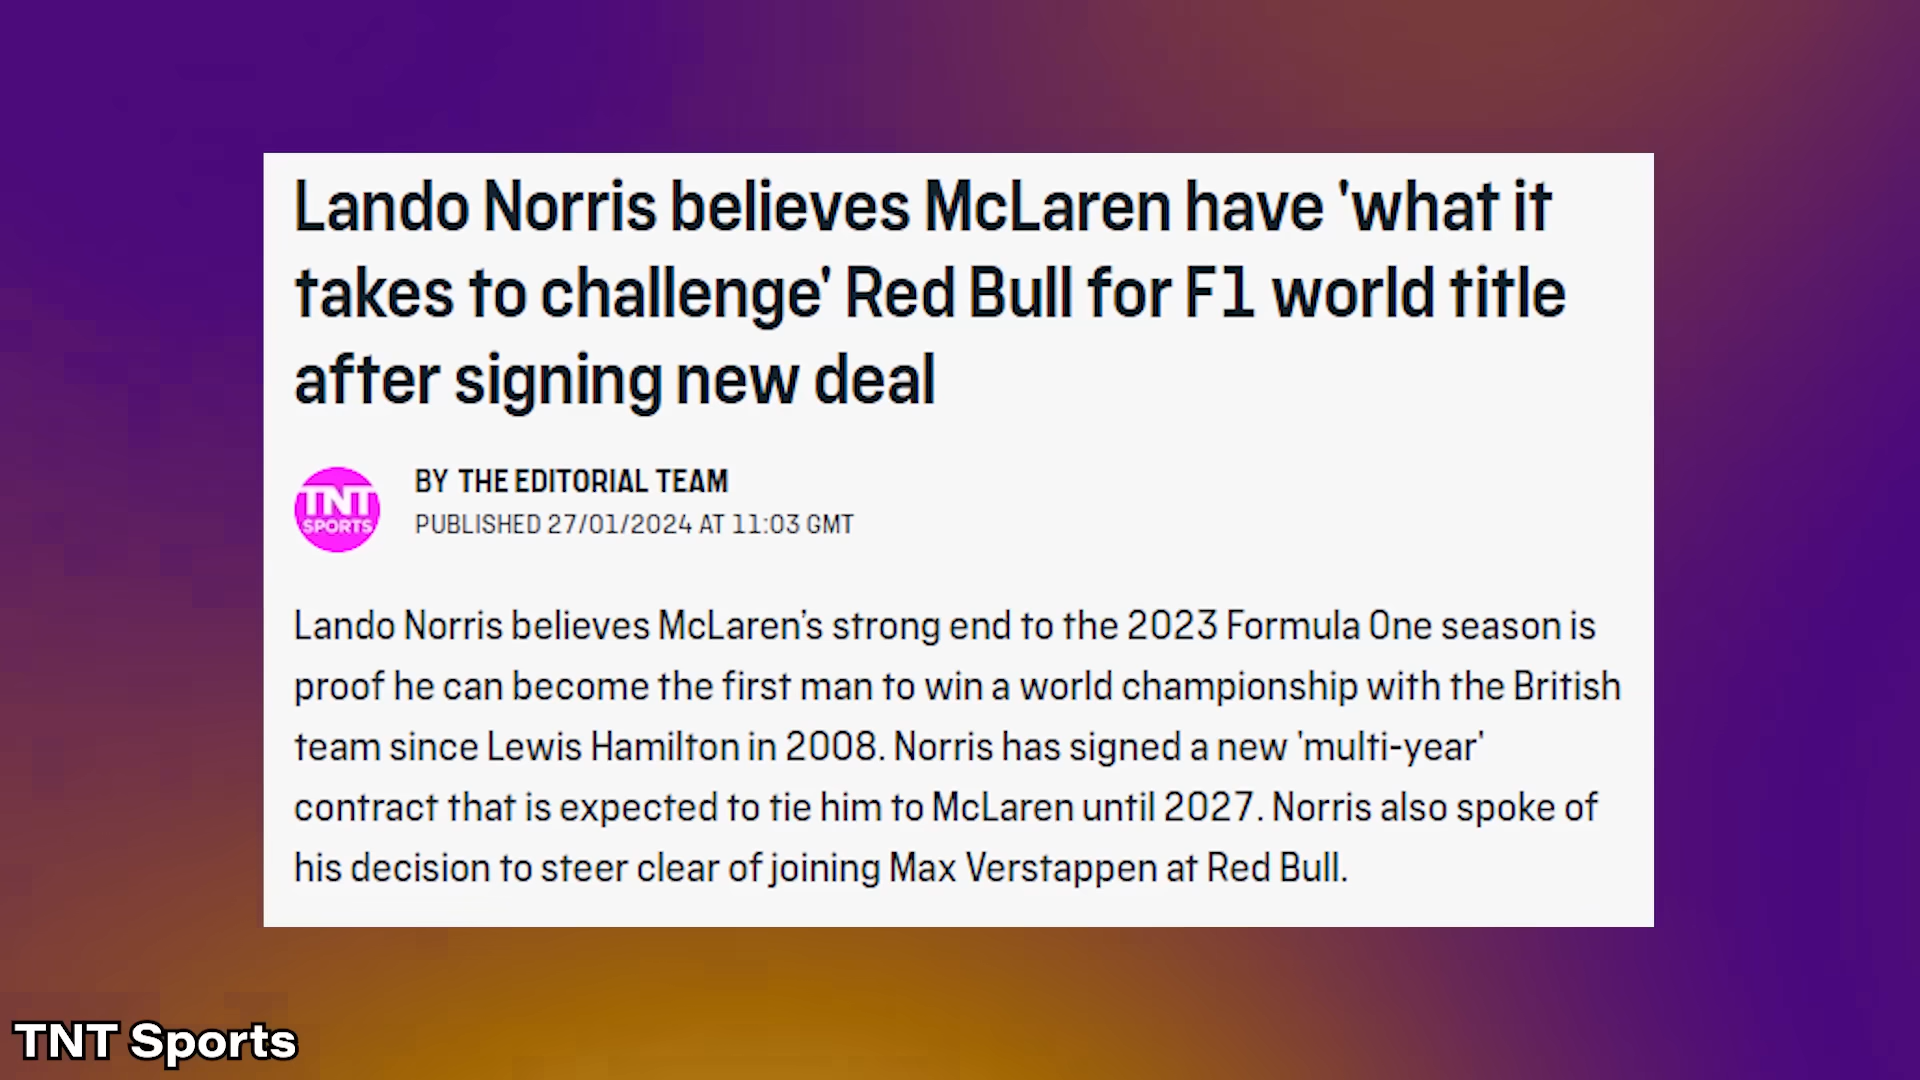 Lando Norris believes McLaren have 'what it
takes to challenge' Red Bull for F1 world title
after signing new deal
TNT
SPORTS
BY THE EDITORIAL TEAM
PUBLISHED 27/01/2024 AT 11:03 GMT
Lando Norris believes McLaren’s strong end to the 2023 Formula One season is
proof he can become the first man to win a world championship with the British
team since Lewis Hamilton in 2008. Norris has signed a new 'multi-year'
contract that is expected to tie him to McLaren until 2027. Norris also spoke of
his decision to steer clear of joining Max Verstappen at Red Bull.
TNT Sports